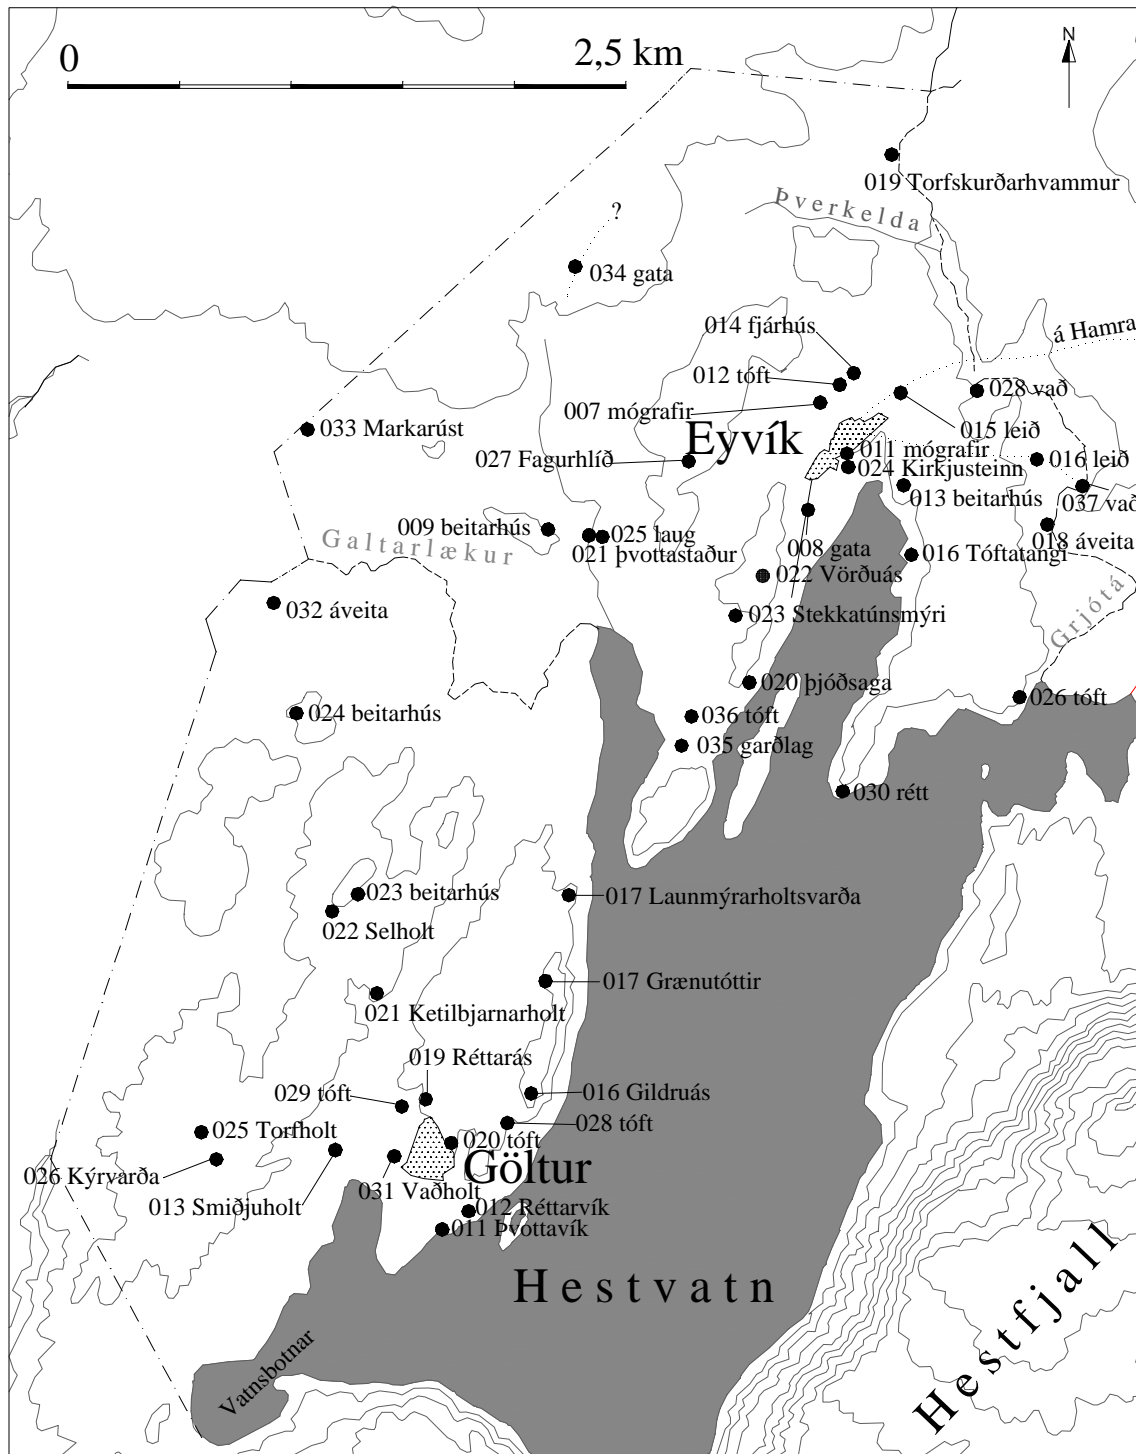 0
2,5 km
N
019 Torfskurðarhvammur
Þverkelda
?
034 gata
014 fjárhús
á Hamra
012 tóft
028 vað
007 mógrafir
033 Markarúst
Eyvík
015 leið
011 mógrafir
027 Fagurhlíð
016 leið
024 Kirkjusteinn
013 beitarhús
037 vað
009 beitarhús
025 laug
018 áveita
Galtarlækur
021 þvottastaður
008 gata
016 Tóftatangi
022 Vörðuás
032 áveita
023 Stekkatúnsmýri
Grjótá
020 þjóðsaga
026 tóft
024 beitarhús
036 tóft
035 garðlag
030 rétt
023 beitarhús
017 Launmýrarholtsvarða
022 Selholt
017 Grænutóttir
021 Ketilbjarnarholt
019 Réttarás
029 tóft
016 Gildruás
028 tóft
025 Torfholt
020 tóft
026 Kýrvarða
Göltur
031 Vaðholt
013 Smiðjuholt
012 Réttarvík
011 Þvottavík
Hestvatn
Hestfjall
Vatnsbotnar